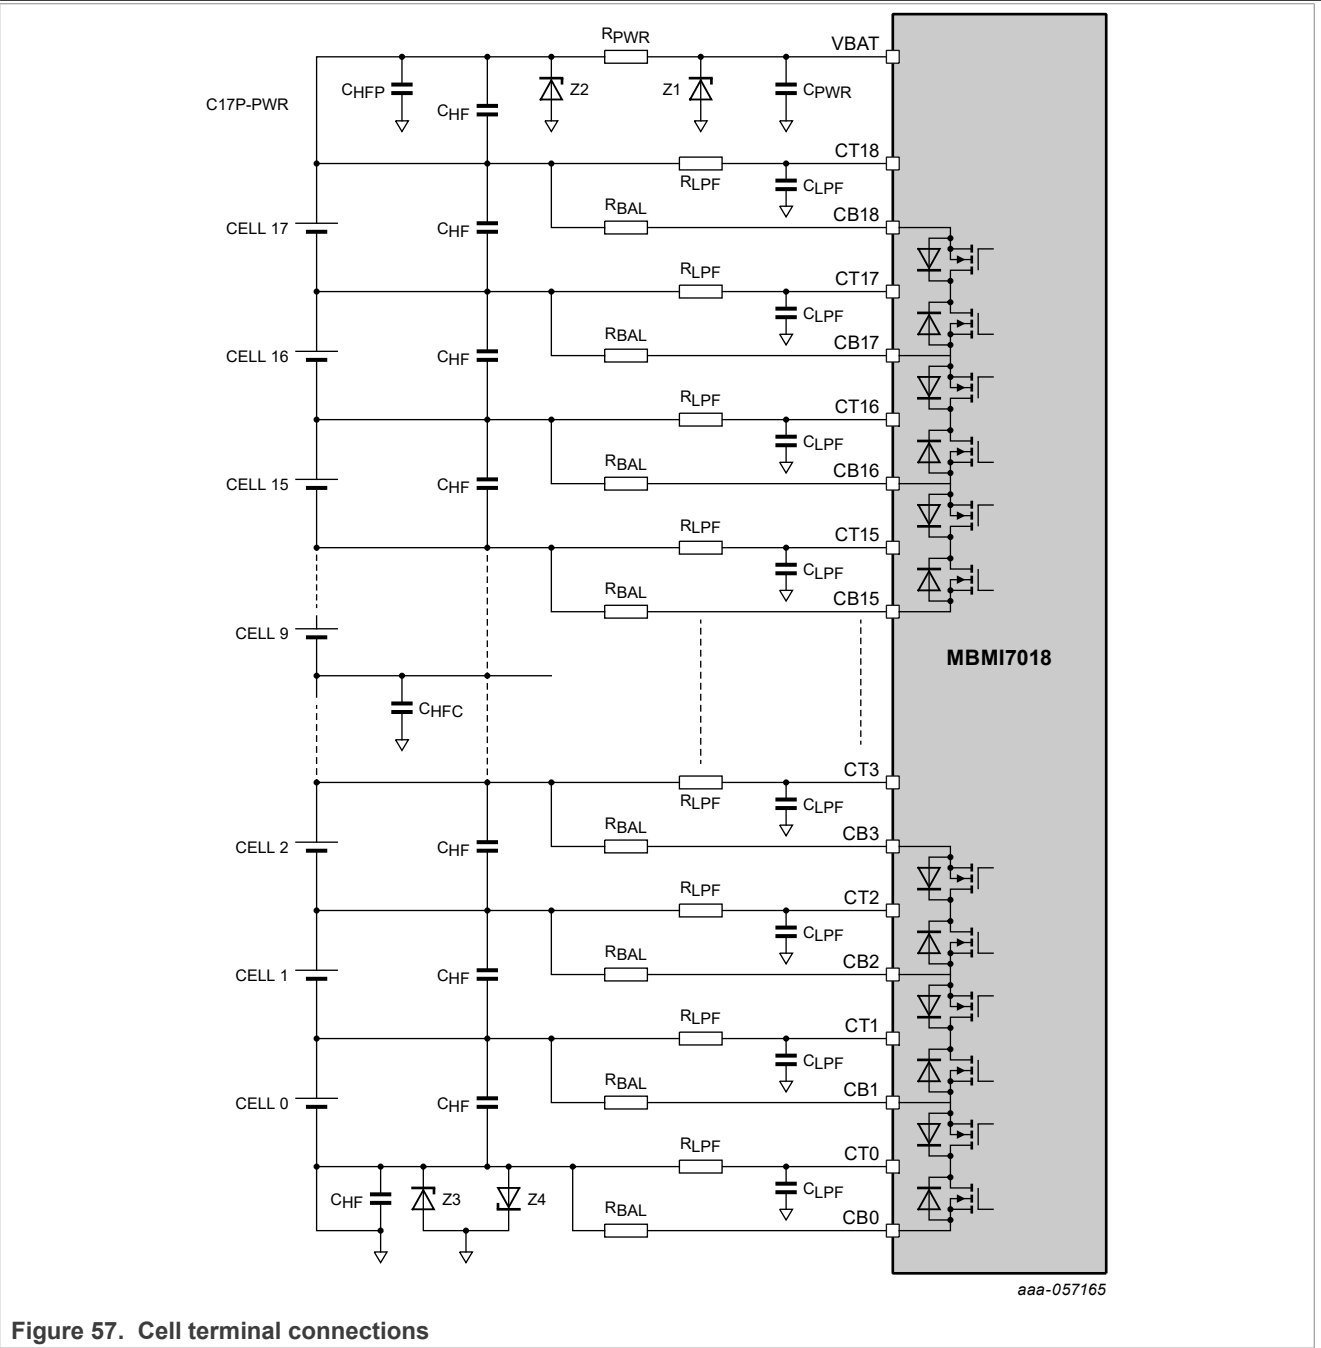 RPWR
VBAT
C17P-PWR
CHFP
CHF
Z2
Z1
CPWR
CT18
RLPF
CLPF
RBAL
CB18
CELL 17
CHF
RLPF
CT17
CLPF
RBAL
CB17
CELL 16
CHF
RLPF
CT16
CLPF
RBAL
CB16
CELL 15
CHF
RLPF
CT15
CLPF
RBAL
CB15
CELL 9
MBMI7018
CHFC
CT3
RLPF
CLPF
RBAL
CB3
CELL 2
CHF
RLPF
CT2
CLPF
RBAL
CB2
CELL 1
CHF
RLPF
CT1
CLPF
RBAL
CB1
CELL 0
CHF
RLPF
CT0
CHF
Z3
Z4
CLPF
RBAL
CB0
aaa-057165
Figure 57. Cell terminal connections